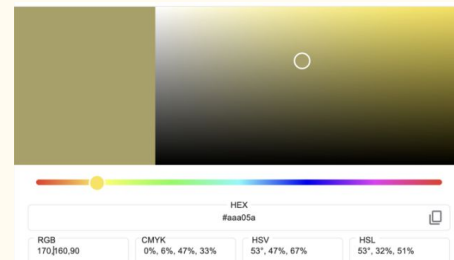 HEX
#aaa05a
RGB CMYK HSV HSL
170,160,90 0%, 6%, 47%, 33% 53°, 47%, 67% 53°, 32%, 51%